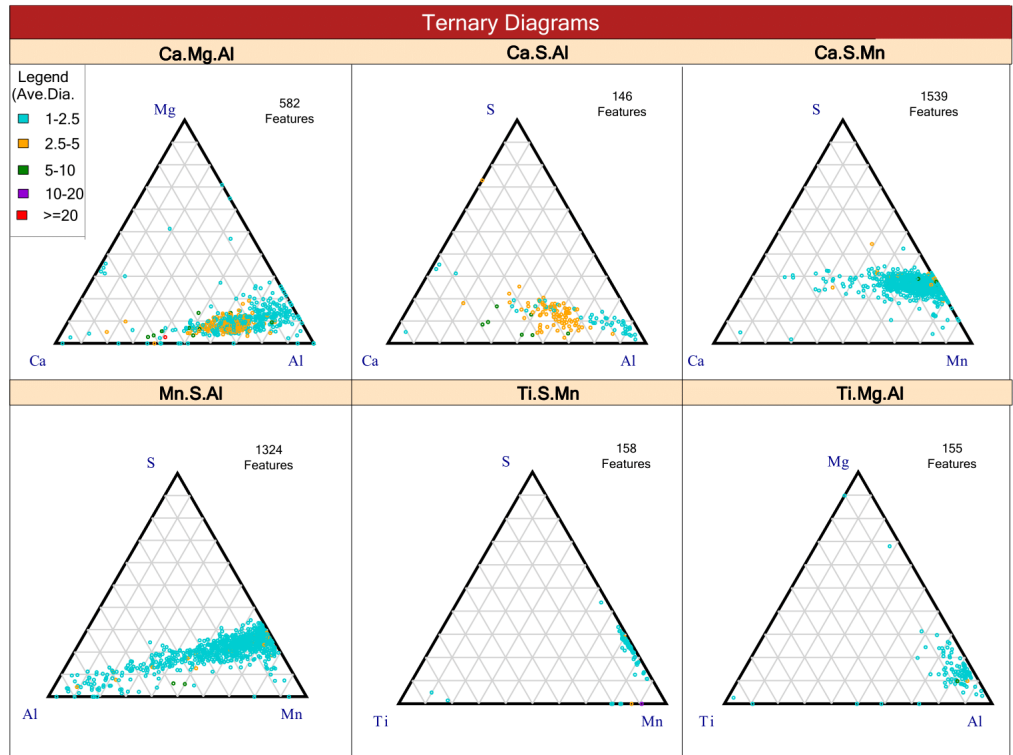 Ternary Diagrams
Ca.Mg.Al
Ca.S.Al
Ca.S.Mn
Legend
(Ave.Dia.
1-2.5
2.5-5
5-10
10-20
>=20
Mg
582
Features
Ca
Al
S
146
Features
Ca
Al
S
1539
Features
Ca
Mn
Mn.S.Al
Ti.S.Mn
Ti.Mg.Al
S
1324
Features
Al
Mn
S
158
Features
Ti
Mn
Mg
155
Features
Ti
Al